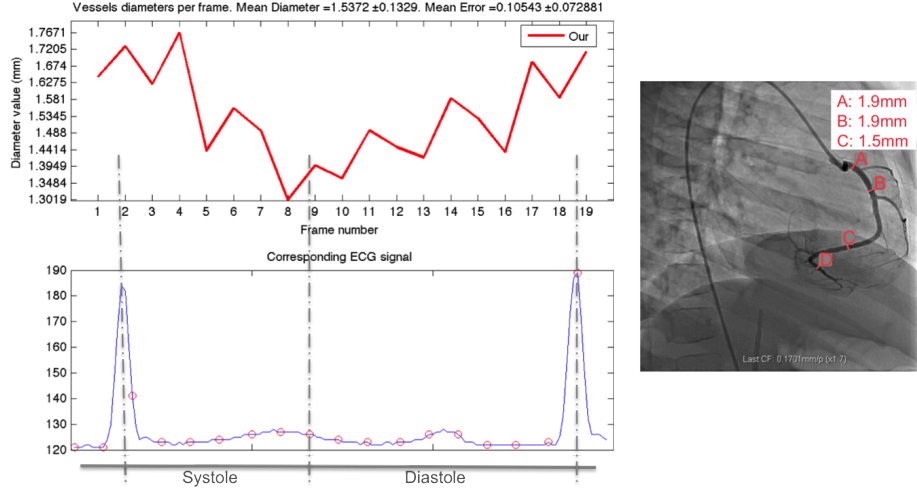 Vessels diameters per frame. Mean Diameter =1.5372 ±0.1329. Mean Error =0.10543 ±0.072881
Diameter value (mm)
1.7671
1.7205
1.674
1.6275
1.581
1.5345
1.488
1.4414
1.3949
1.3484
1.3019
Our
1 2 3 4 5 6 7 8 9 10 11 12 13 14 15 16 17 18 19
Frame number
Corresponding ECG signal
190
180
170
160
150
140
130
120
Systole Diastole
A: 1.9mm
B: 1.9mm
C: 1.5mm
A
B
C
D
Last CF: 0.1701mm/p (x1.7)